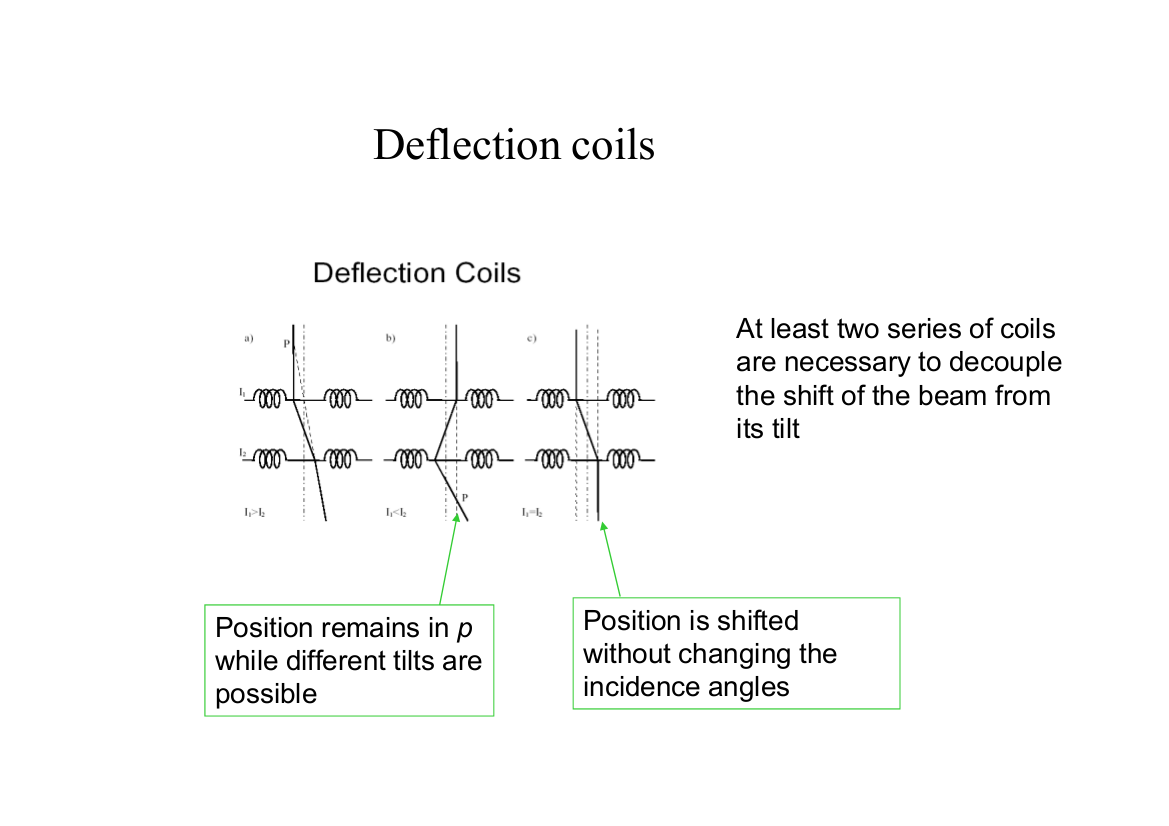 Deflection coils
Deflection Coils
a)
b)
c)
P
I₁
I₂
P
I₁>I₂
I₁<I₂
I₁=I₂
At least two series of coils
are necessary to decouple
the shift of the beam from
its tilt
Position remains in p
while different tilts are
possible
Position is shifted
without changing the
incidence angles